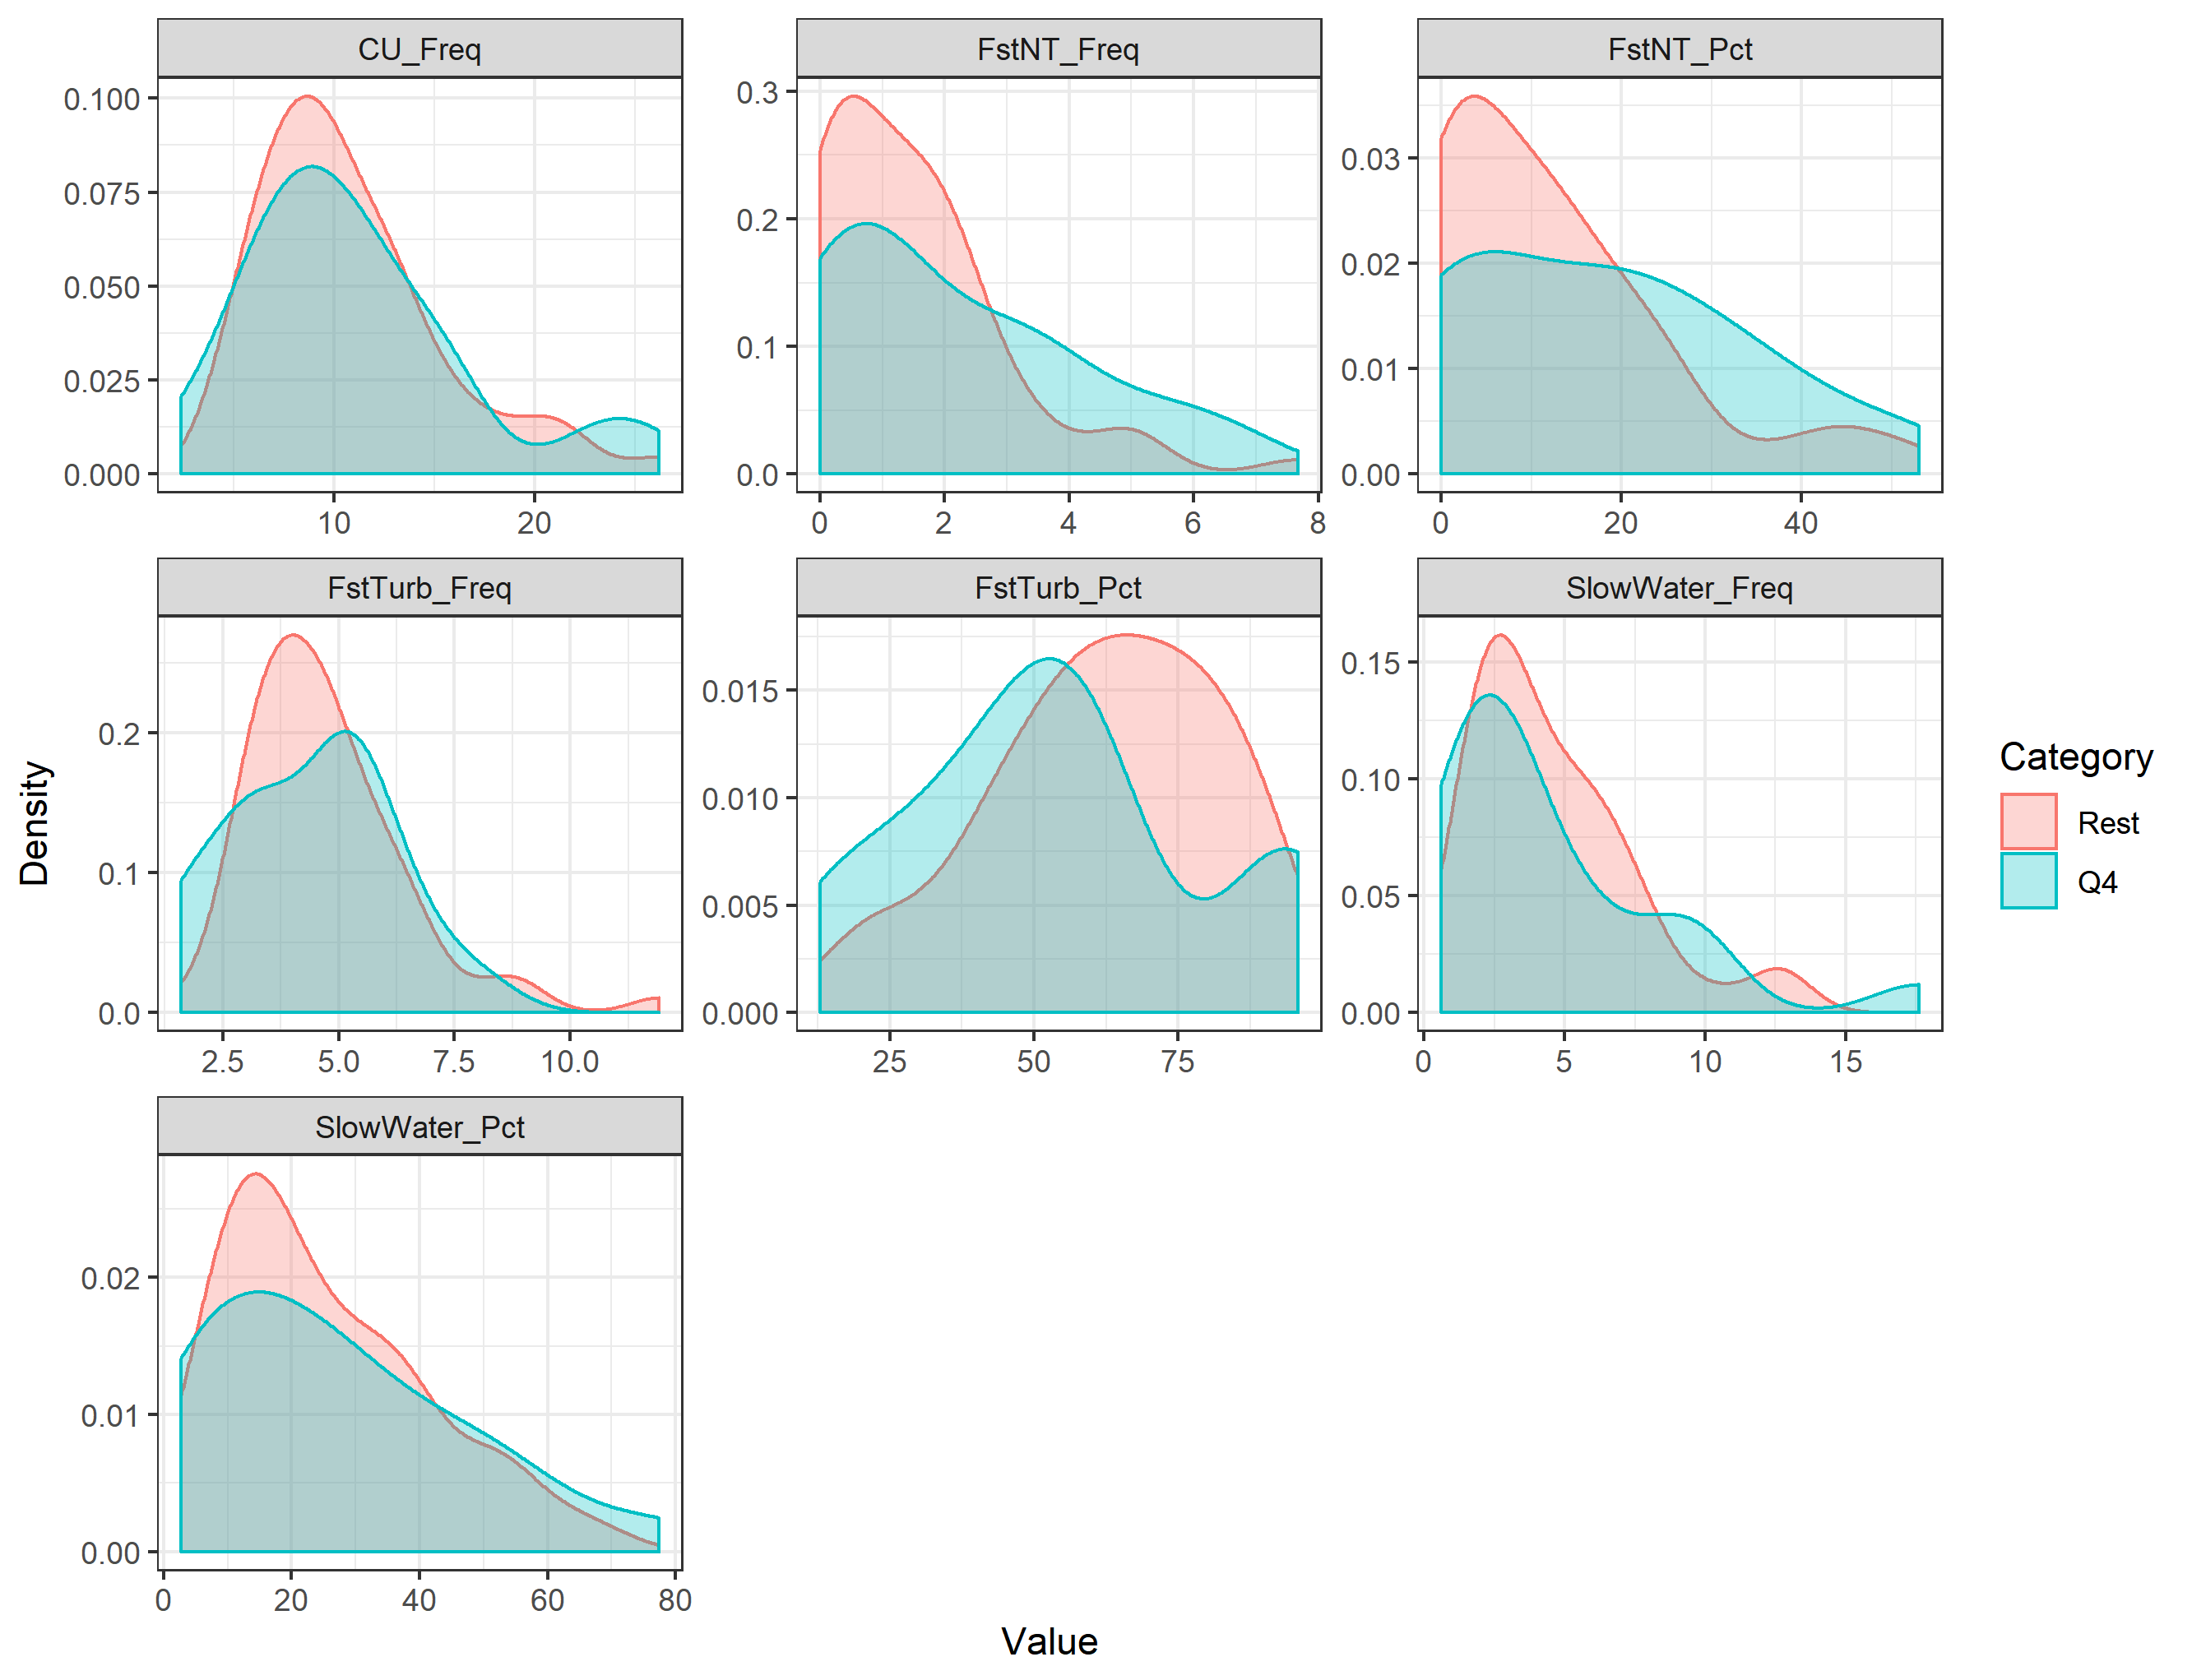 CU_Freq
FstNT_Freq
FstNT_Pct
0.100
0.075
0.050
0.025
0.000
10 20
0.3
0.2
0.1
0.0
0 2 4 6 8
0.03
0.02
0.01
0.00
0 20 40
FstTurb_Freq
FstTurb_Pct
SlowWater_Freq
0.2
0.1
0.0
2.5 5.0 7.5 10.0
0.015
0.010
0.005
0.000
25 50 75
0.15
0.10
0.05
0.00
0 5 10 15
SlowWater_Pct
0.02
0.01
0.00
0 20 40 60 80
Density
Value
Category
Rest
Q4